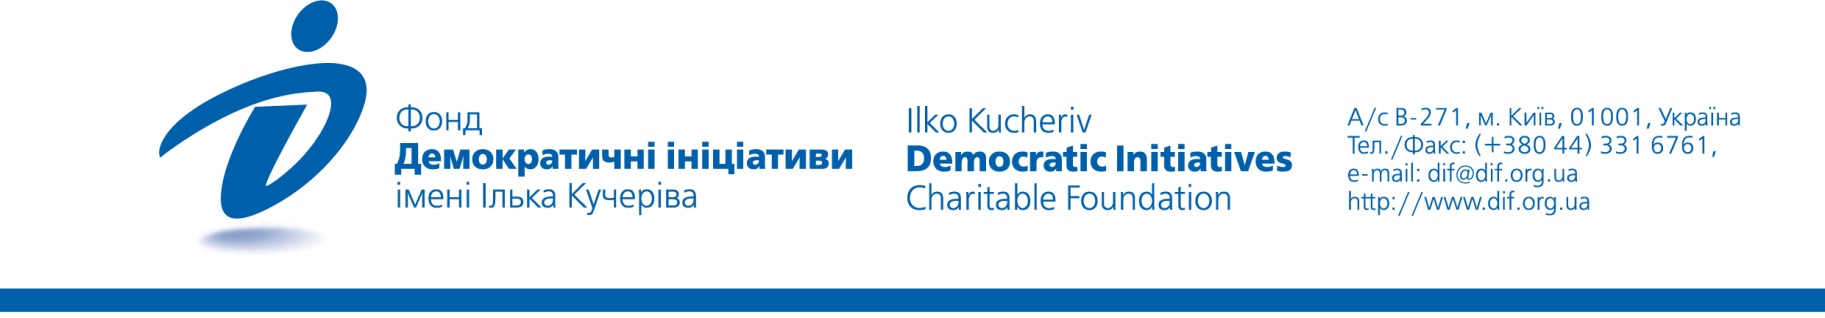 Фонд
Демократичні ініціативи
імені Ілька Кучеріва
Ilko Kucheriv
Democratic Initiatives
Charitable Foundation
А/с В-271, м. Київ, 01001, Україна
Тел./Факс: (+380 44) 331 6761,
e-mail: dif@dif.org.ua
http://www.dif.org.ua